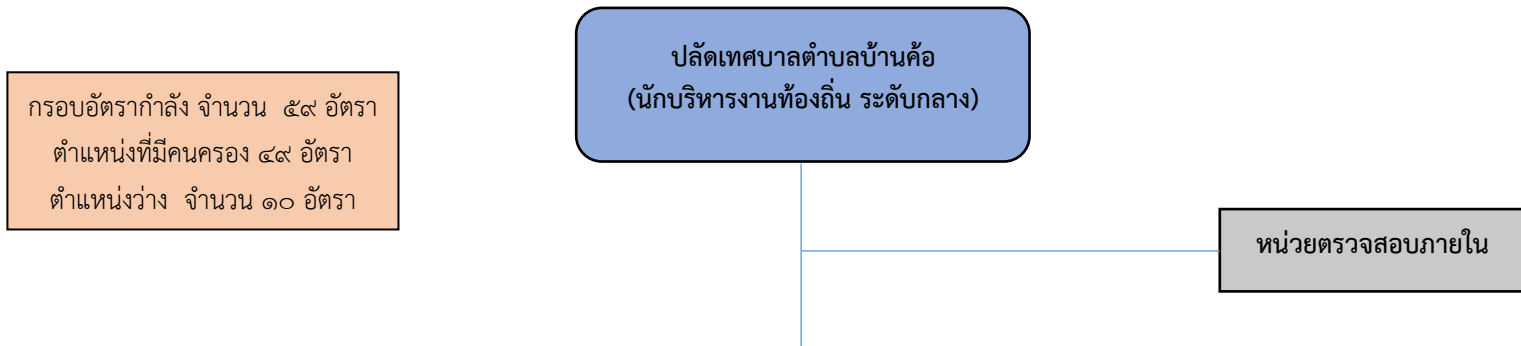 ปลัดเทศบาลตำบลบ้านค้อ
(นักบริหารงานท้องถิ่น ระดับกลาง)
กรอบอัตรากำลัง จำนวน ๕๙ อัตรา
ตำแหน่งที่มีคนครอง ๔๙ อัตรา
ตำแหน่งว่าง จำนวน ๑๐ อัตรา
หน่วยตรวจสอบภายใน